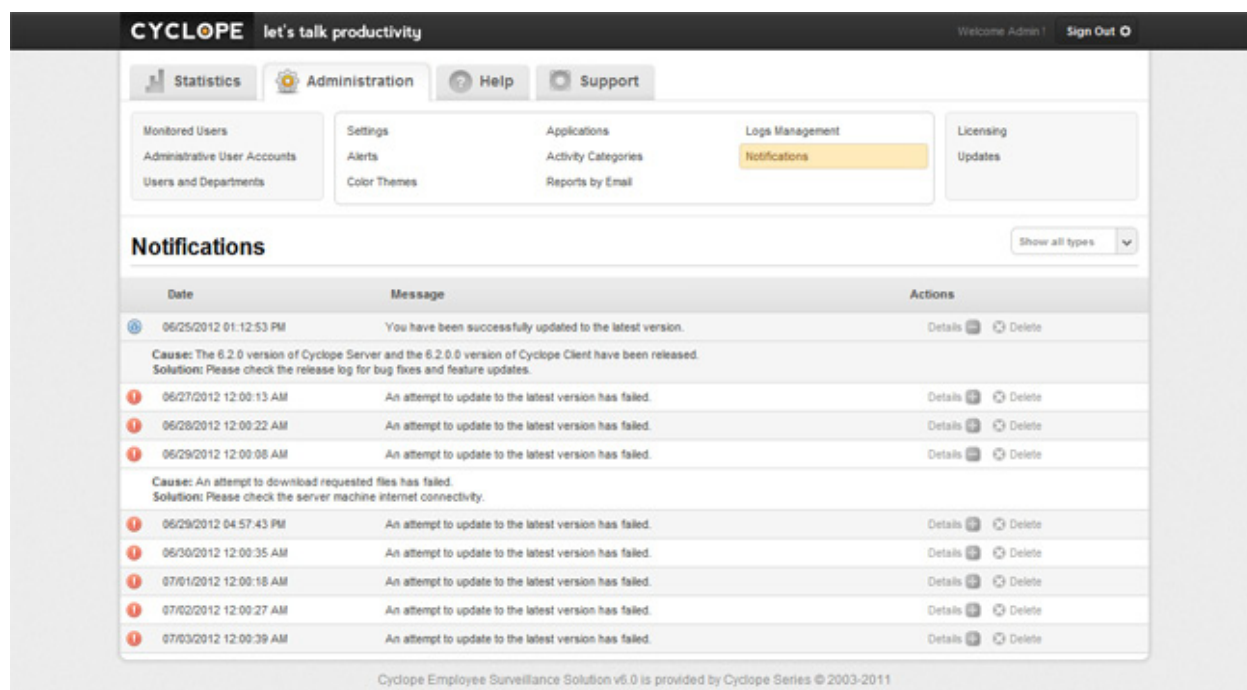 CYCLOPE let's talk productivity Welcome Admin! Sign Out
Statistics Administration Help Support
Monitored Users Settings Applications Logs Management Licensing
Administrative User Accounts Alerts Activity Categories Notifications Updates
Users and Departments Color Themes Reports by Email
Notifications Show all types
Date Message Actions
06/25/2012 01:12:53 PM You have been successfully updated to the latest version. Details Delete
Cause: The 6.2.0 version of Cyclope Server and the 6.2.0.0 version of Cyclope Client have been released.
Solution: Please check the release log for bug fixes and feature updates.
06/27/2012 12:00:13 AM An attempt to update to the latest version has failed. Details Delete
06/28/2012 12:00:22 AM An attempt to update to the latest version has failed. Details Delete
06/29/2012 12:00:08 AM An attempt to update to the latest version has failed. Details Delete
Cause: An attempt to download requested files has failed.
Solution: Please check the server machine internet connectivity.
06/29/2012 04:57:43 PM An attempt to update to the latest version has failed. Details Delete
06/30/2012 12:00:35 AM An attempt to update to the latest version has failed. Details Delete
07/01/2012 12:00:18 AM An attempt to update to the latest version has failed. Details Delete
07/02/2012 12:00:27 AM An attempt to update to the latest version has failed. Details Delete
07/03/2012 12:00:39 AM An attempt to update to the latest version has failed. Details Delete
Cyclope Employee Surveillance Solution v6.0 is provided by Cyclope Series © 2003-2011